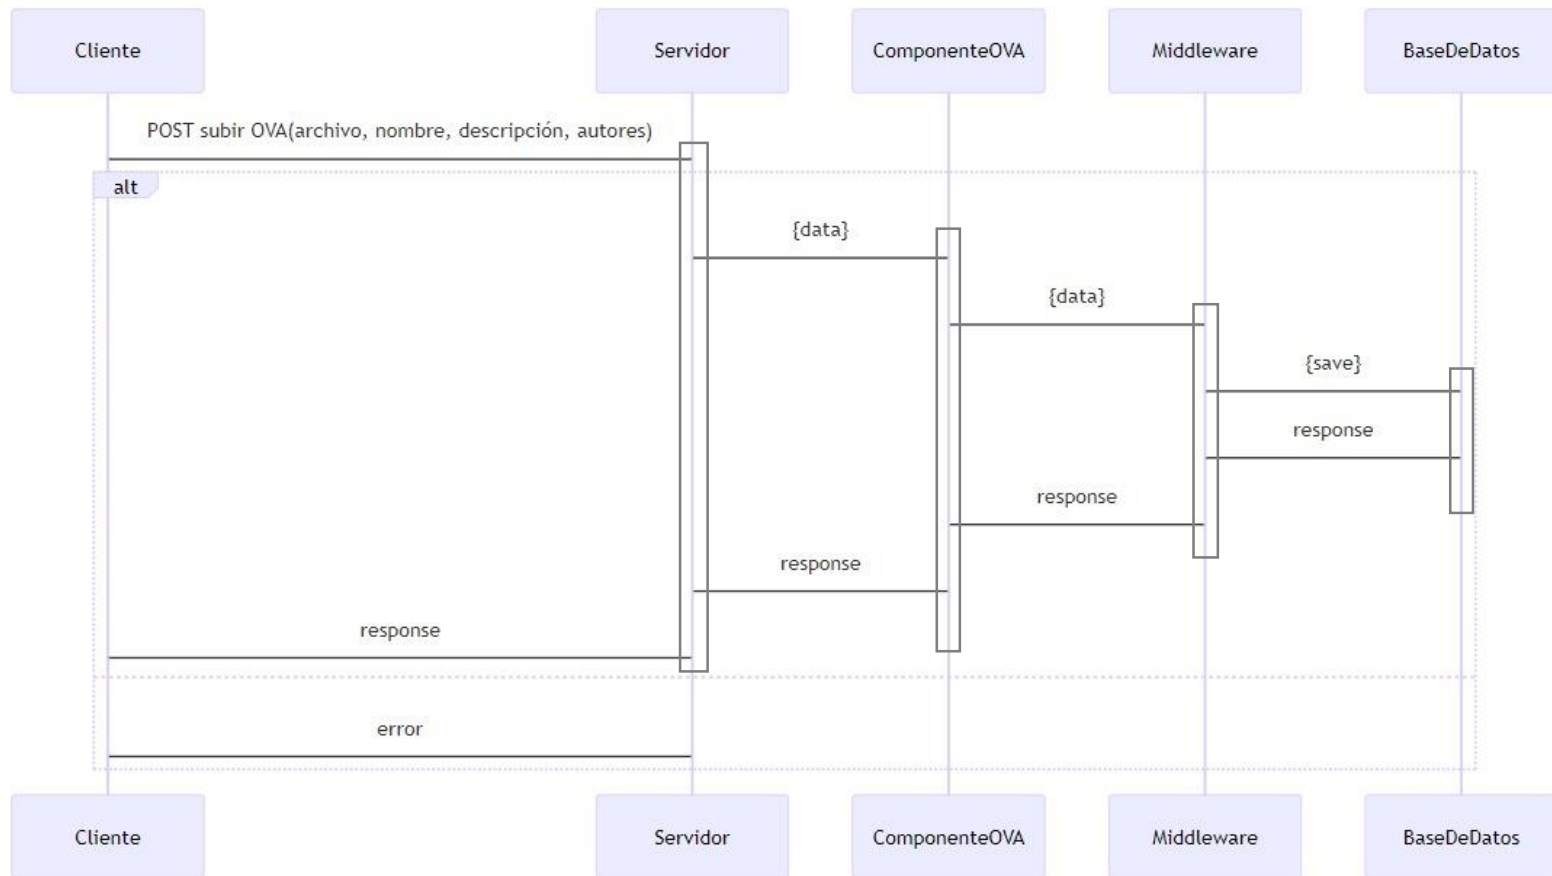 Cliente
Servidor
ComponenteOVA
Middleware
BaseDeDatos
POST subir OVA(archivo, nombre, descripción, autores)
alt
{data}
{data}
{save}
response
response
response
response
error
Cliente
Servidor
ComponenteOVA
Middleware
BaseDeDatos